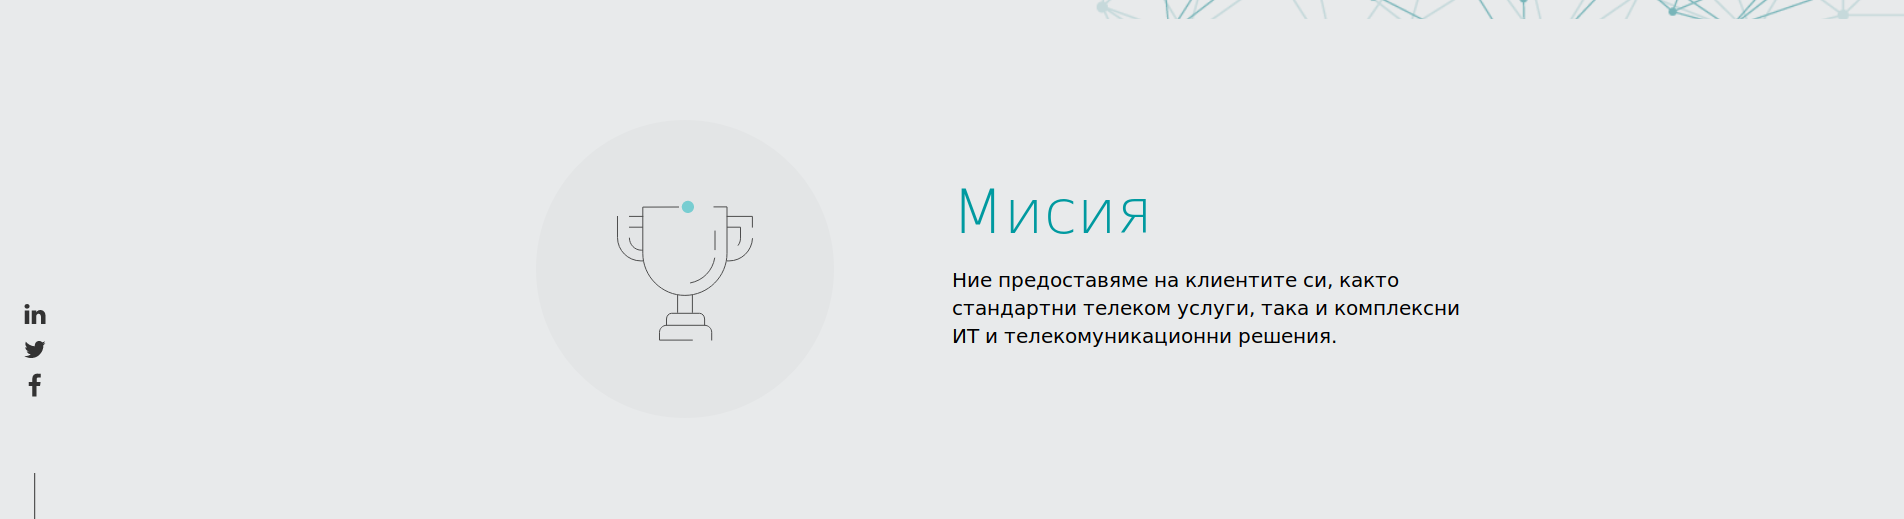 Мисия
Ние предоставяме на клиентите си, както
стандартни телеком услуги, така и комплексни
ИТ и телекомуникационни решения.